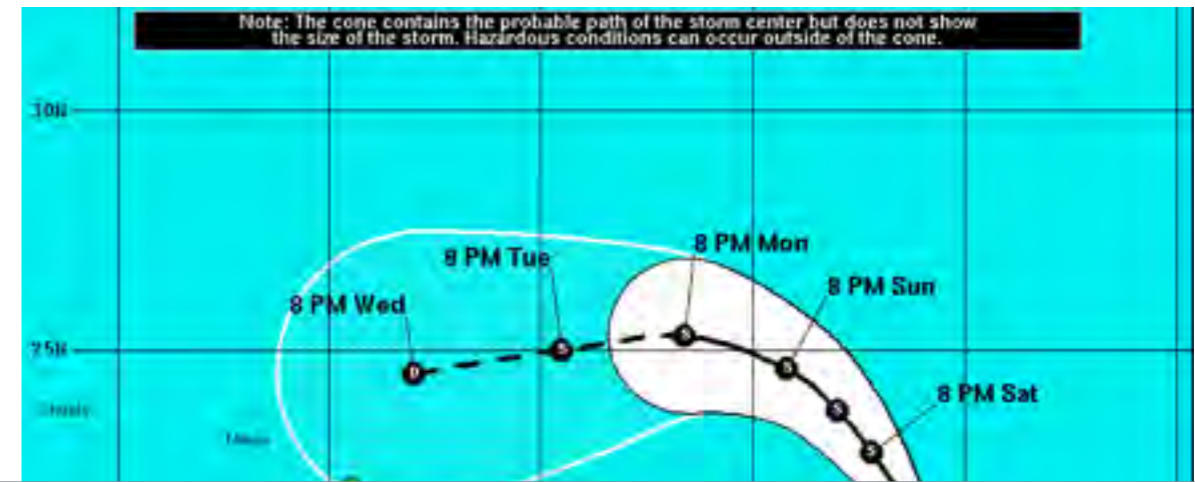 Note: The cone contains the probable path of the storm center but does not show
the size of the storm. Hazardous conditions can occur outside of the cone.
30N
8 PM Mon
8 PM Tue
8 PM Sun
8 PM Wed
S
S
25N
S
D
8 PM Sat
S
S